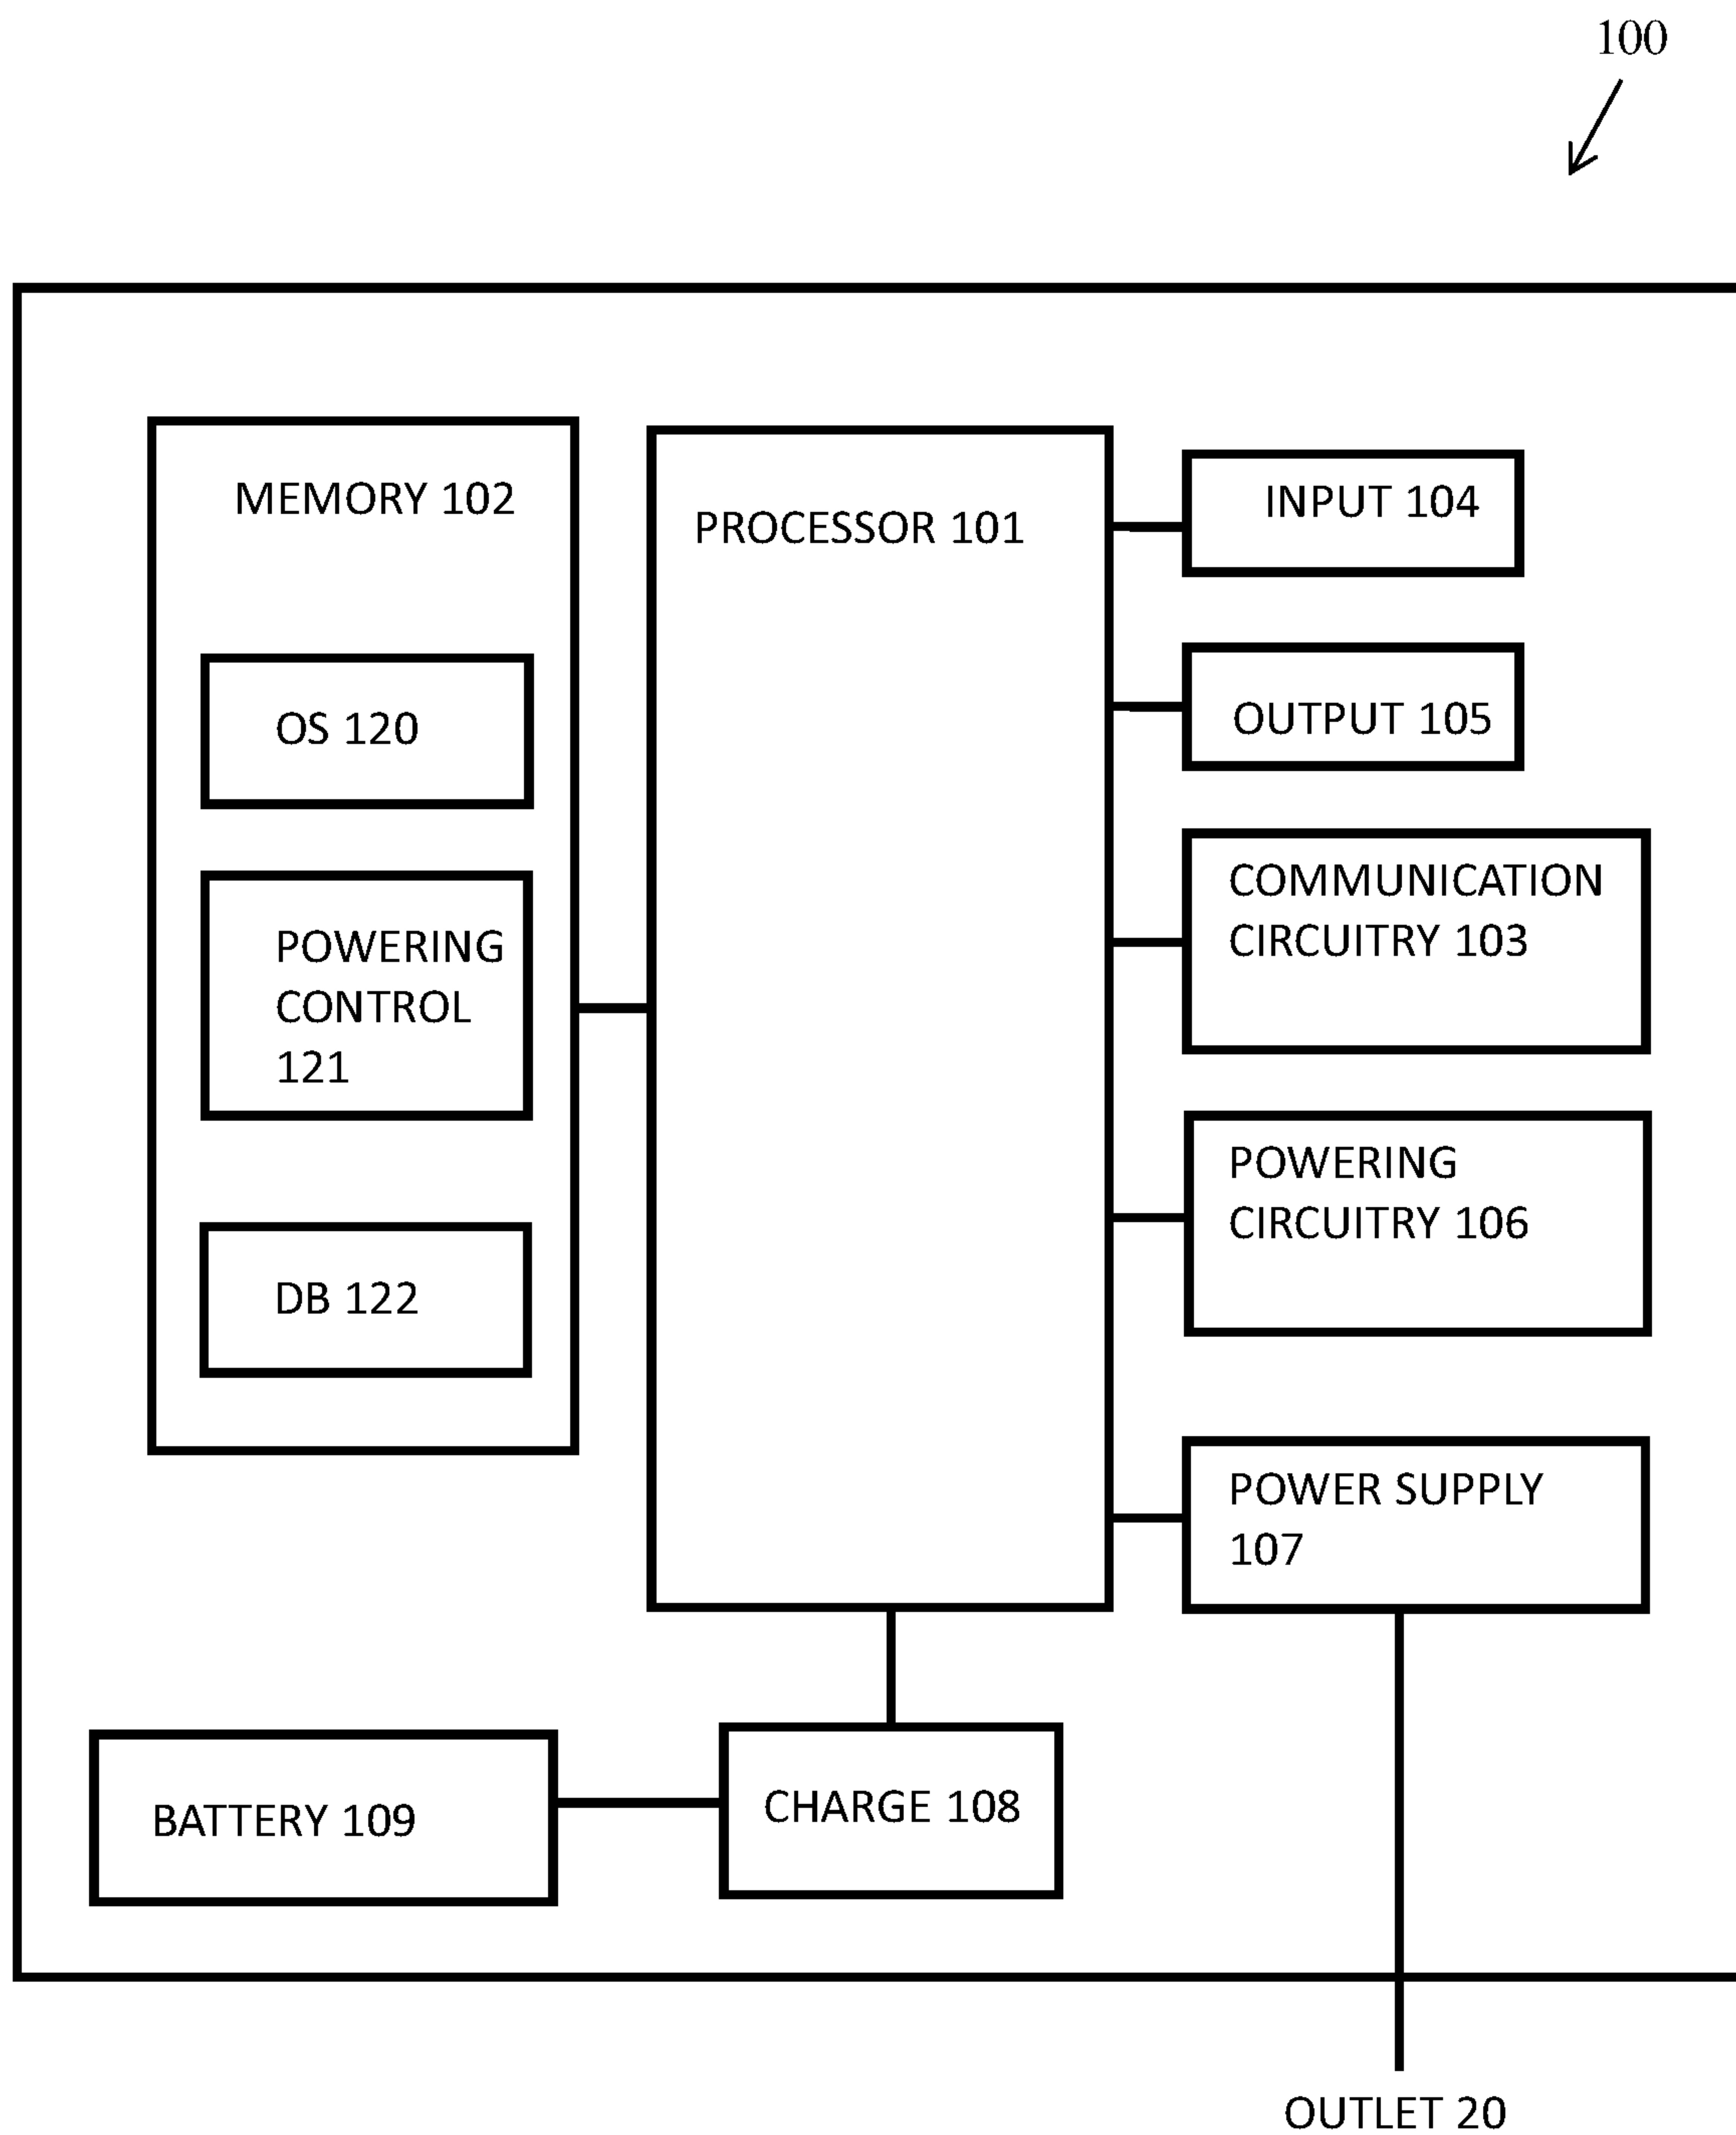 100
MEMORY 102
OS 120
POWERING
CONTROL
121
DB 122
PROCESSOR 101
INPUT 104
OUTPUT 105
COMMUNICATION
CIRCUITRY 103
POWERING
CIRCUITRY 106
POWER SUPPLY
107
BATTERY 109
CHARGE 108
OUTLET 20